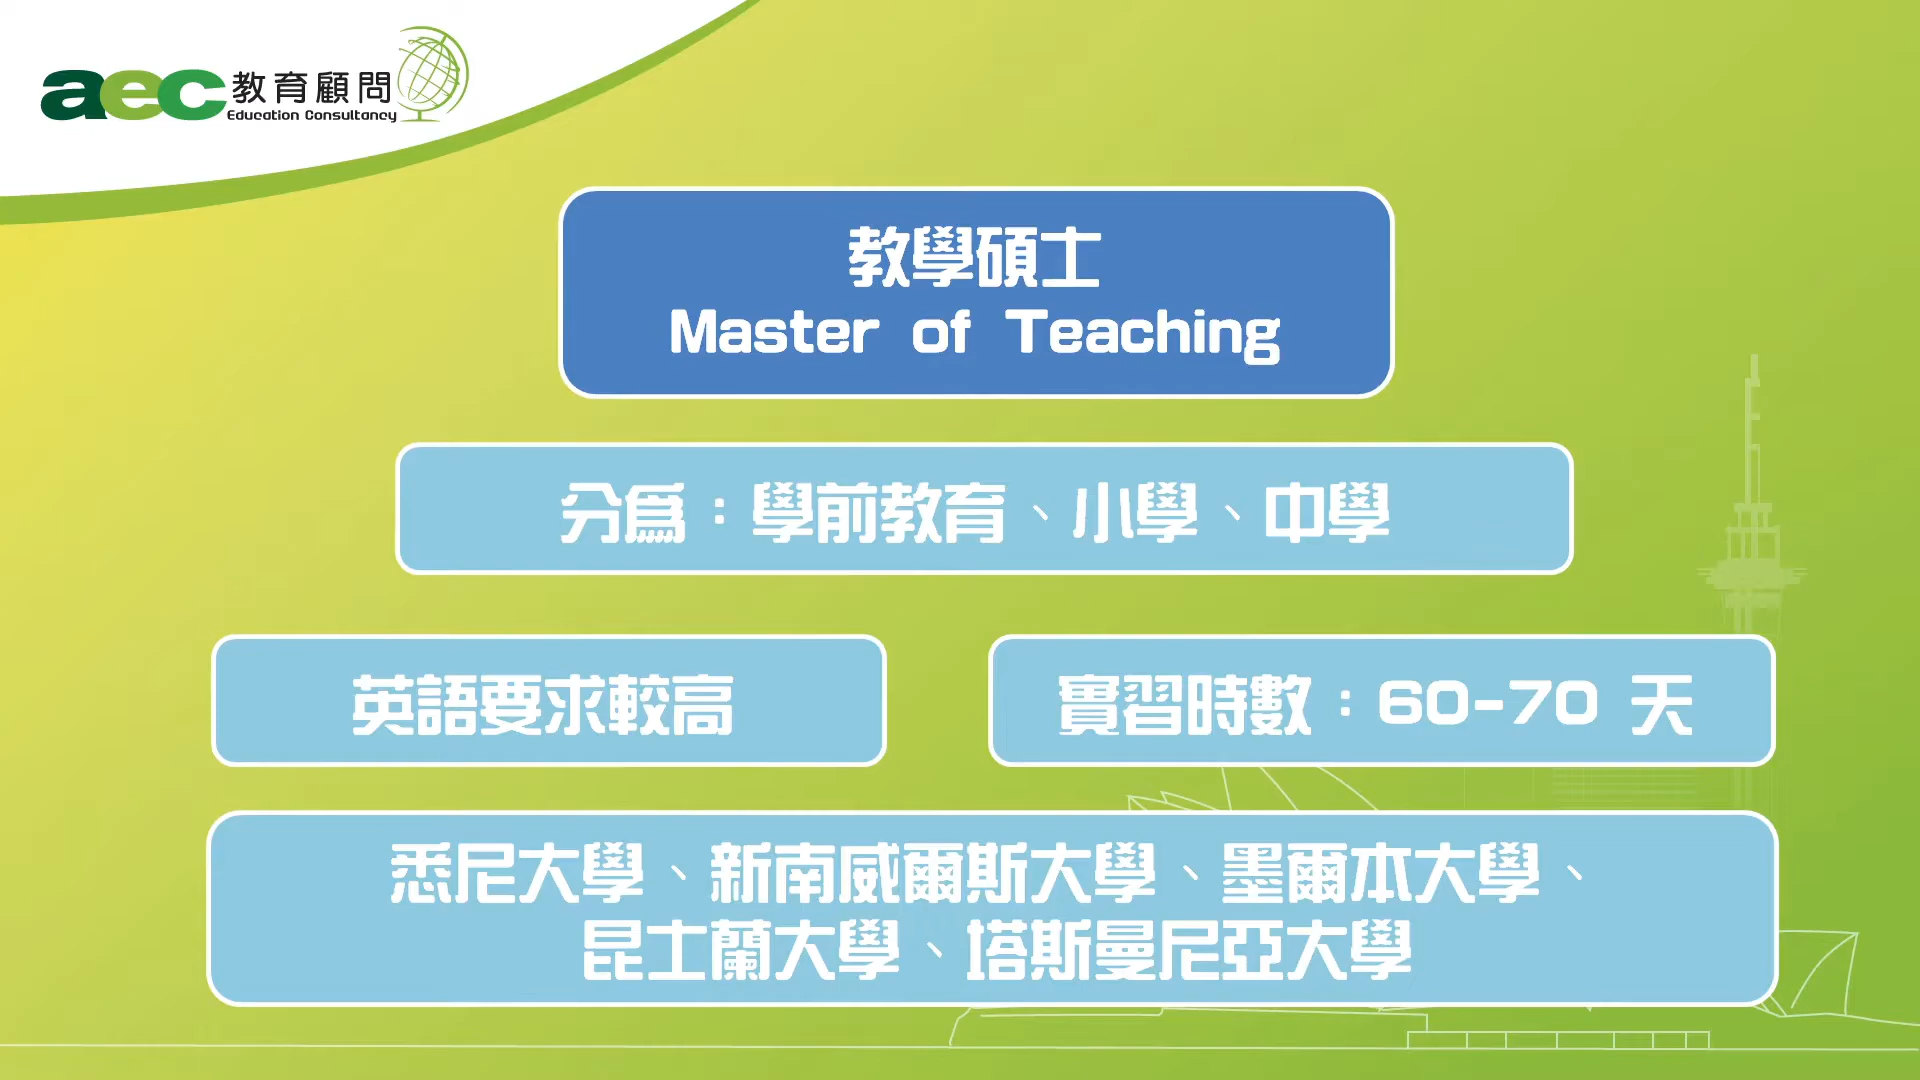 aec教育顧問
Education Consultancy
教學碩士
Master of Teaching
分為：學前教育、小學、中學
英語要求較高
實習時數：60-70 天
悉尼大學、新南威爾斯大學、墨爾本大學、
昆士蘭大學、塔斯曼尼亞大學